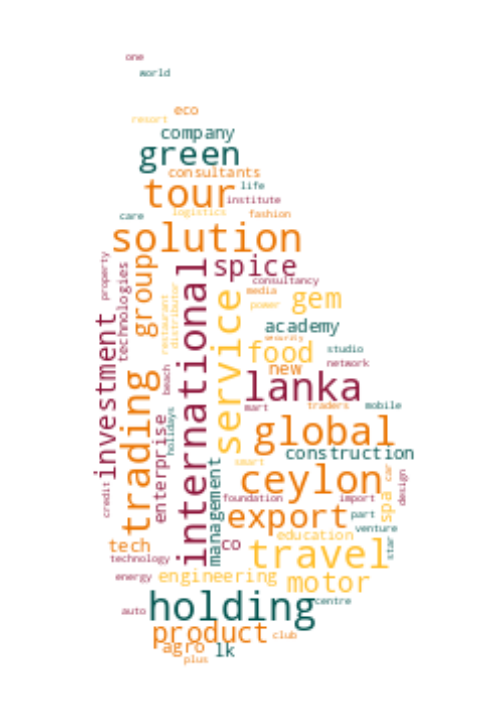 one
world
eco
resort
company
green
consultants
tour
life
institute
care
logistics
fashion
solution
property
technologies
group
restaurant
distributor
international
spice
consultancy
media
power
gem
service
academy
security
food
studio
new
network
investment
trading
beach
lanka
holidays
enterprise
mart
traders
mobile
global
construction
management
smart
ceylon
car
design
spa
credit
foundation
import
export
part
venture
star
education
co
tech
travel
technology
energy
engineering
motor
auto
holding
centre
product
club
agro
lk
plus